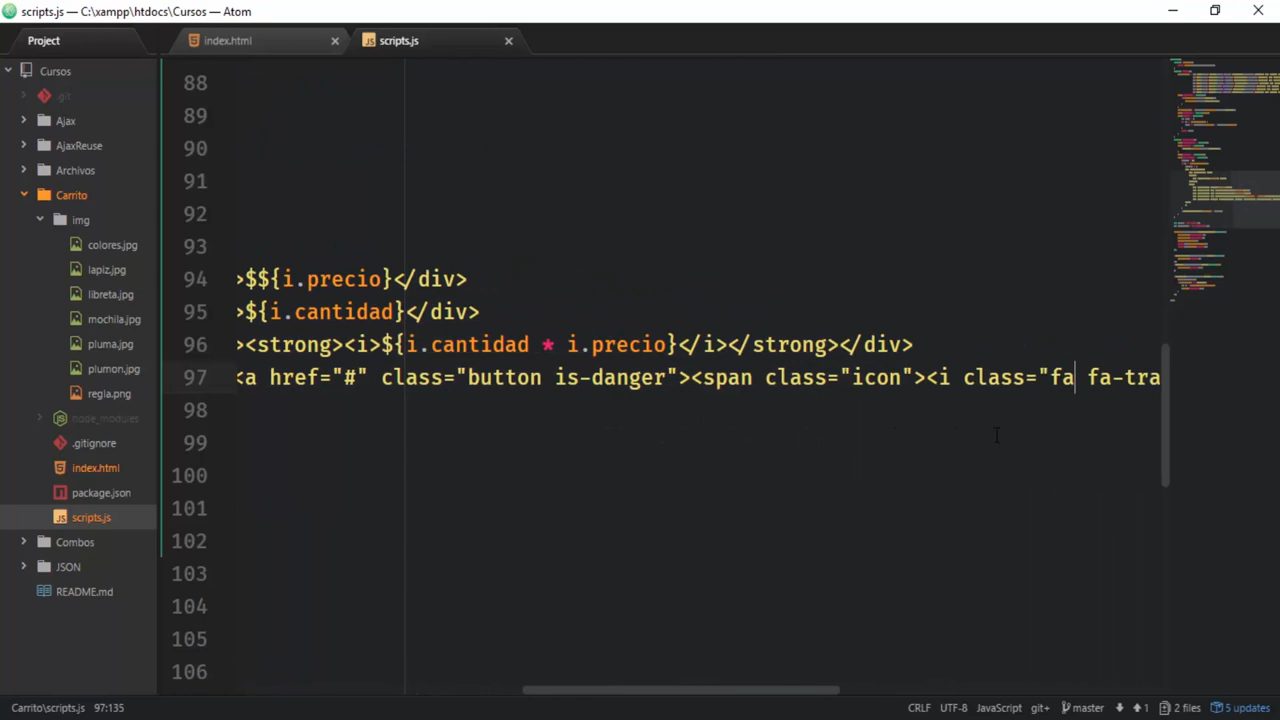 scripts.js — C:\xampp\htdocs\Cursos — Atom
Project
index.html
scripts.js
Cursos
.git
Ajax
AjaxReuse
Archivos
Carrito
img
colores.jpg
lapiz.jpg
libreta.jpg
mochila.jpg
pluma.jpg
plumon.jpg
regla.png
node_modules
.gitignore
index.html
package.json
scripts.js
Combos
JSON
README.md
88
89
90
91
92
93
94 >$${i.precio}</div>
95 >${i.cantidad}</div>
96 ><strong><i>${i.cantidad * i.precio}</i></strong></div>
97 <a href="#" class="button is-danger"><span class="icon"><i class="fa fa-tra
98
99
100
101
102
103
104
105
106
Carrito\scripts.js 97:135
CRLF UTF-8 JavaScript git+ master 1 2 files 5 updates